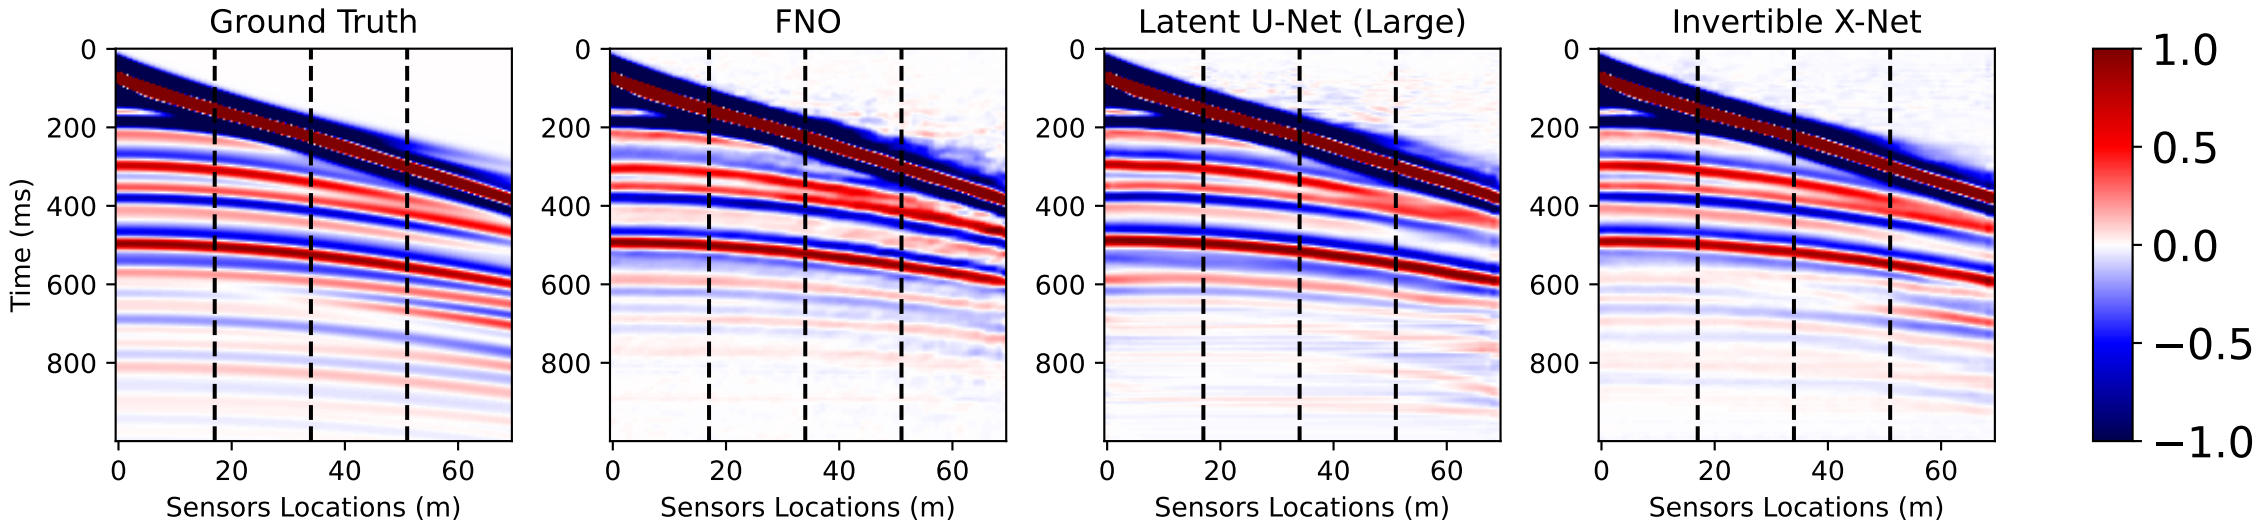 Ground Truth
FNO
Latent U-Net (Large)
Invertible X-Net
0
200
400
600
800
0
200
400
600
800
0
200
400
600
800
0
200
400
600
800
1.0
0.5
0.0
−0.5
−1.0
Time (ms)
0 20 40 60
0 20 40 60
0 20 40 60
0 20 40 60
Sensors Locations (m)
Sensors Locations (m)
Sensors Locations (m)
Sensors Locations (m)